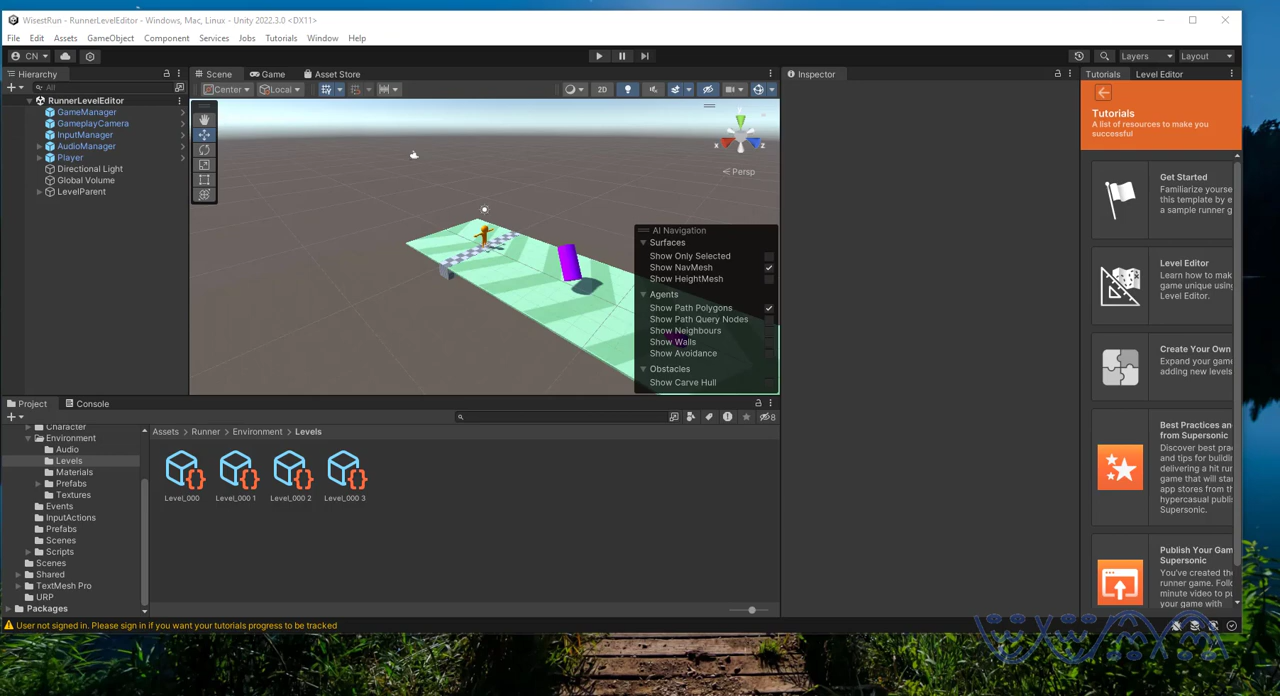 WisestRun - RunnerLevelEditor - Windows, Mac, Linux - Unity 2022.3.0 <DX11>
File Edit Assets GameObject Component Services Jobs Tutorials Window Help
CN Layers Layout
Hierarchy Scene Game Asset Store Inspector Tutorials Level Editor
All Center Local 2D
RunnerLevelEditor
GameManager
GameplayCamera
InputManager
AudioManager
Player
Directional Light
Global Volume
LevelParent
Y
X Z
Persp
AI Navigation
Surfaces
Show Only Selected
Show NavMesh
Show HeightMesh
Agents
Show Path Polygons
Show Path Query Nodes
Show Neighbours
Show Walls
Show Avoidance
Obstacles
Show Carve Hull
Tutorials
A list of resources to make you
successful
Get Started
Familiarize yourse
this template by e
a sample runner g
Level Editor
Learn how to mak
game unique using
Level Editor.
Create Your Own
Expand your game
adding new levels
Best Practices an
from Supersonic
Discover best prac
and tips for buildin
delivering a hit run
game that will star
app stores from th
hypercasual publis
Supersonic.
Publish Your Gam
Supersonic
You've created the
runner game. Follo
minute video to pu
your game with
Project Console
8
Character
Environment
Audio
Levels
Materials
Prefabs
Textures
Events
InputActions
Prefabs
Scenes
Scripts
Scenes
Shared
TextMesh Pro
URP
Packages
Assets > Runner > Environment > Levels
Level_000 Level_000 1 Level_000 2 Level_000 3
User not signed in. Please sign in if you want your tutorials progress to be tracked